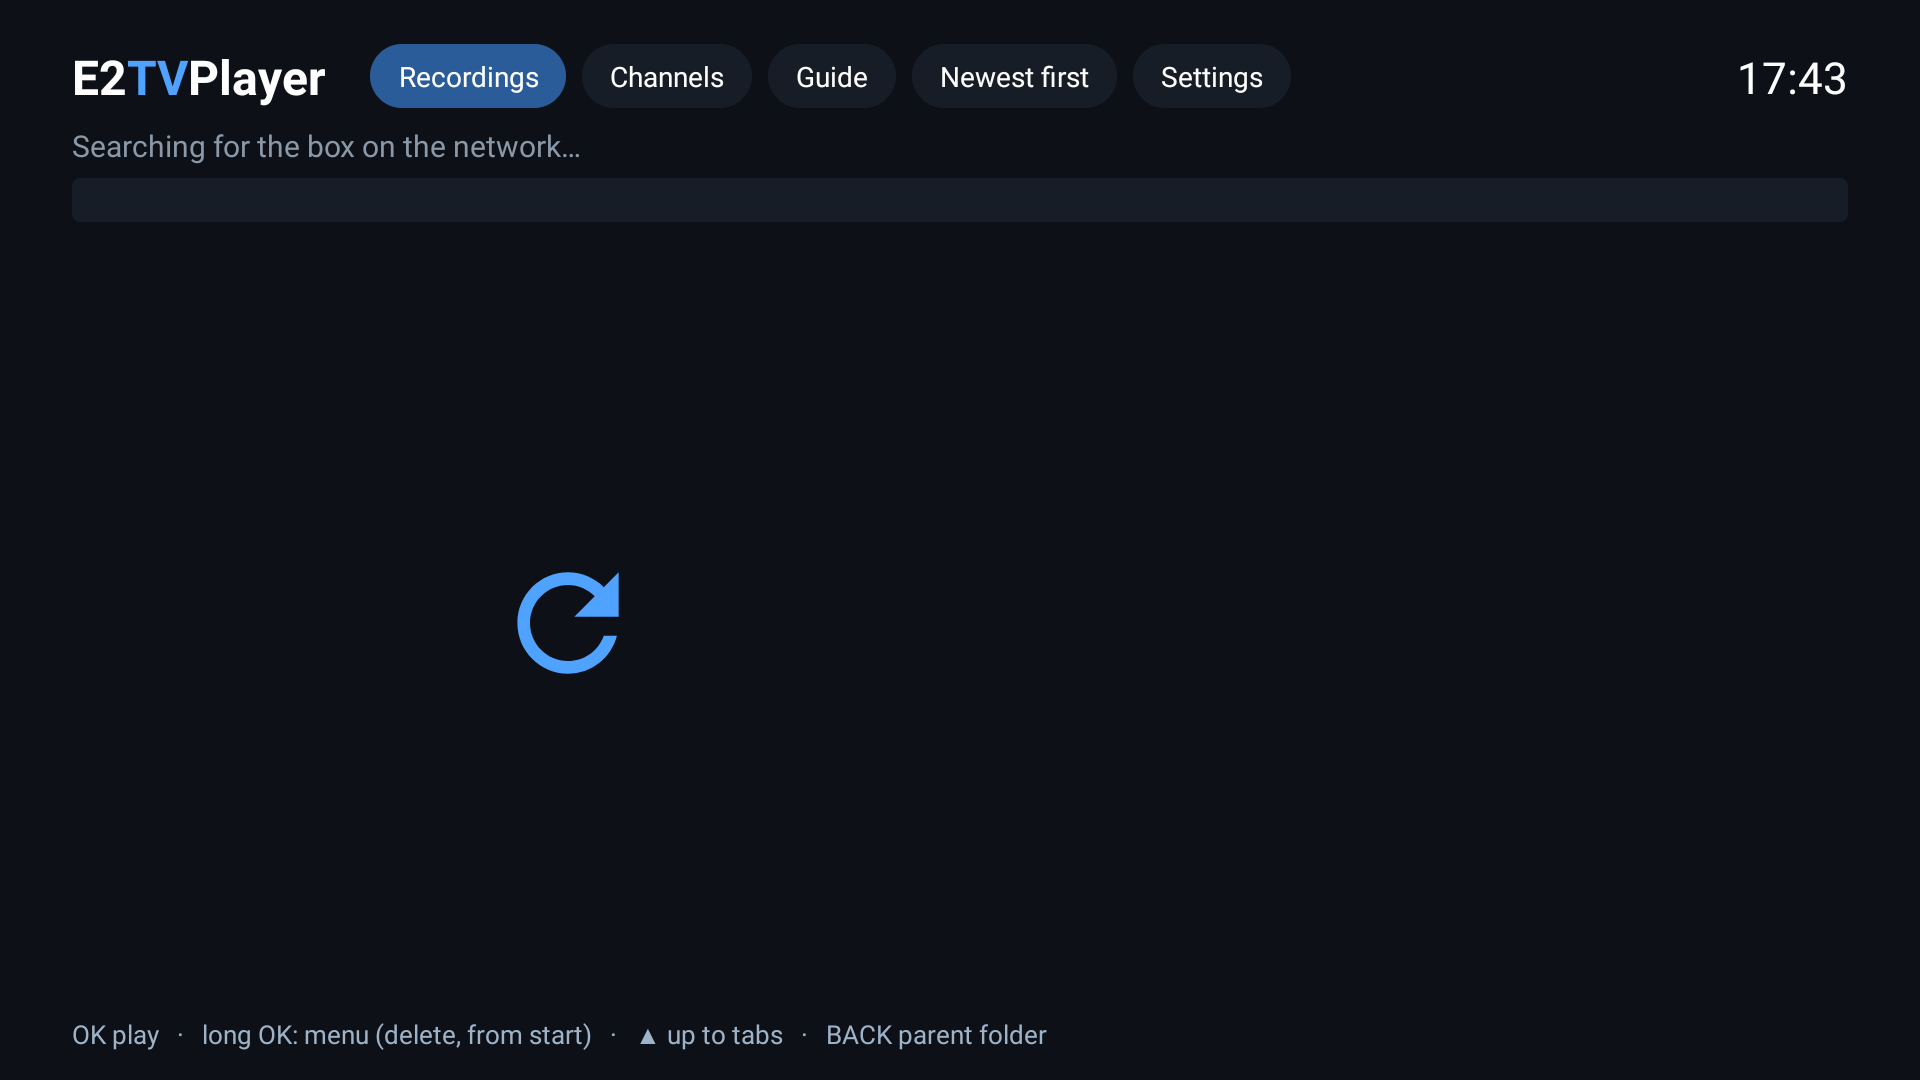 E2TVPlayer Recordings Channels Guide Newest first Settings 17:43
Searching for the box on the network…
OK play · long OK: menu (delete, from start) · ▲ up to tabs · BACK parent folder